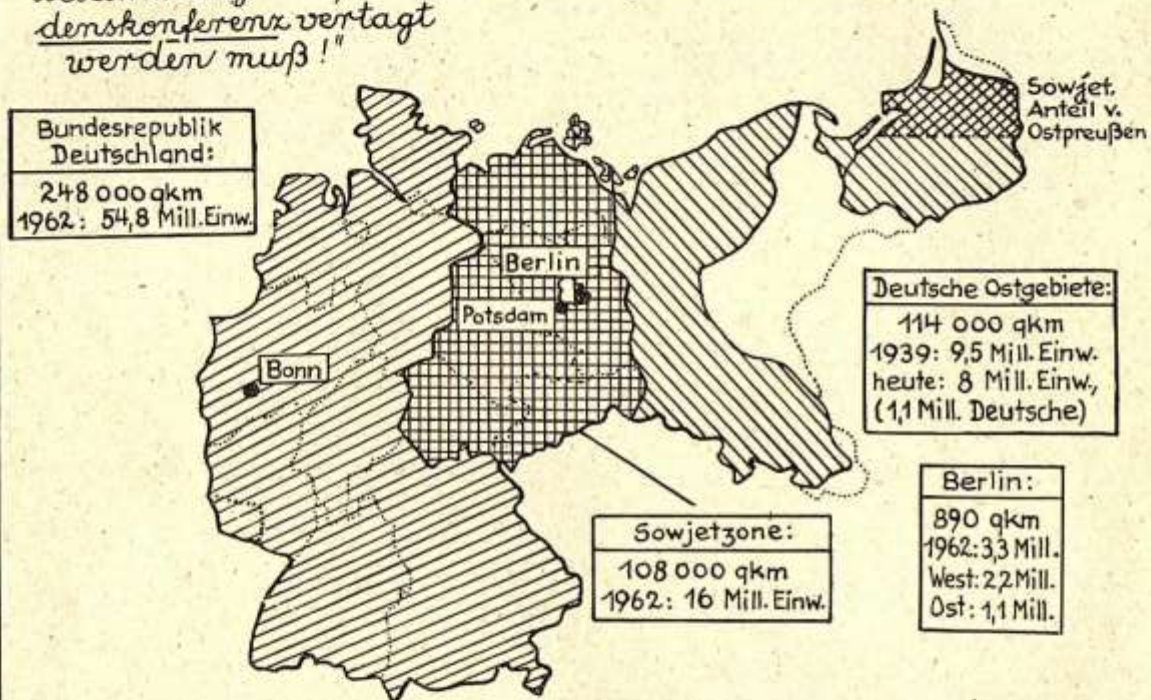 denskonferenz vertagt
werden muß!"
Bundesrepublik
Deutschland:
248 000 qkm
1962: 54,8 Mill. Einw.
Sowjet.
Anteil v.
Ostpreußen
Berlin
Potsdam
Bonn
Deutsche Ostgebiete:
114 000 qkm
1939: 9,5 Mill. Einw.
heute: 8 Mill. Einw.,
(1,1 Mill. Deutsche)
Sowjetzone:
108 000 qkm
1962: 16 Mill. Einw.
Berlin:
890 qkm
1962: 3,3 Mill.
West: 2,2 Mill.
Ost: 1,1 Mill.